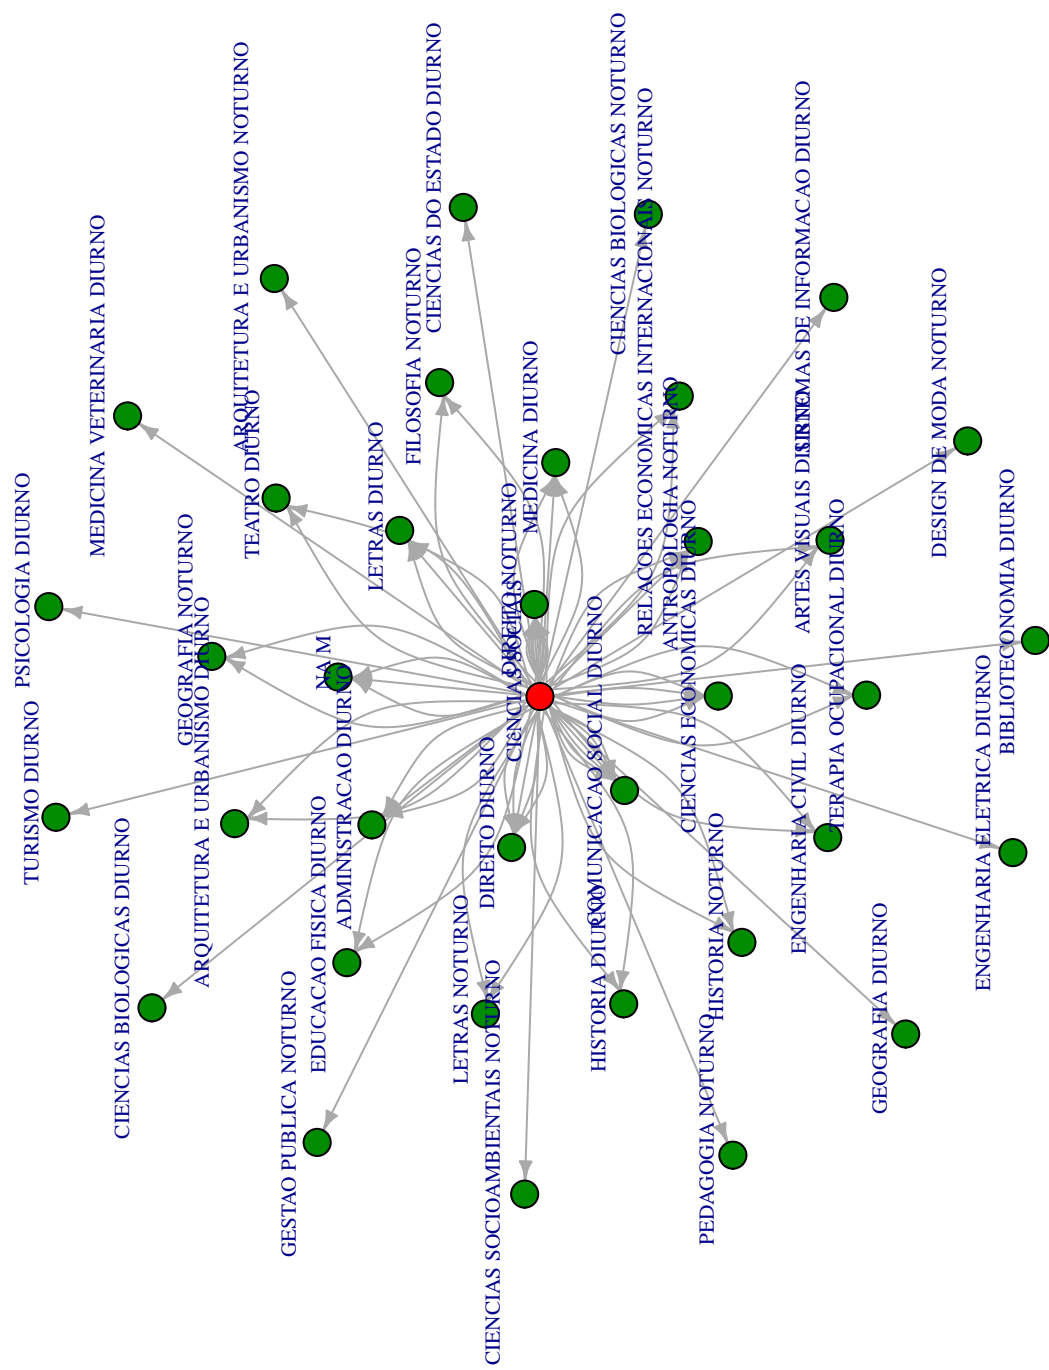 PSICOLOGIA DIURNO
TURISMO DIURNO
MEDICINA VETERINARIA DIURNO
CIENCIAS BIOLOGICAS DIURNO
GEOGRAFIA NOTURNO
ARQUITETURA E URBANISMO DIURNO
ARQUITETURA E URBANISMO NOTURNO
TEATRO DIURNO
GESTAO PUBLICA NOTURNO
EDUCACAO FISICA DIURNO
NA M
ADMINISTRACAO DIURNO
LETRAS DIURNO
FILOSOFIA NOTURNO
CIENCIAS DO ESTADO DIURNO
LETRAS NOTURNO
DIREITO DIURNO
CIENCIAS SOCIOAMBIENTAIS NOTURNO
DIREITO NOTURNO
CIÊNCIAS SOCIAIS
MEDICINA DIURNO
COMUNICACAO SOCIAL DIURNO
HISTORIA DIURNO
CIENCIAS BIOLOGICAS NOTURNO
RELACOES ECONOMICAS INTERNACIONAIS NOTURNO
ANTROPOLOGIA NOTURNO
CIENCIAS ECONOMICAS DIURNO
HISTORIA NOTURNO
PEDAGOGIA NOTURNO
SISTEMAS DE INFORMACAO DIURNO
ARTES VISUAIS DIURNO
ENGENHARIA CIVIL DIURNO
TERAPIA OCUPACIONAL DIURNO
GEOGRAFIA DIURNO
DESIGN DE MODA NOTURNO
ENGENHARIA ELETRICA DIURNO
BIBLIOTECONOMIA DIURNO